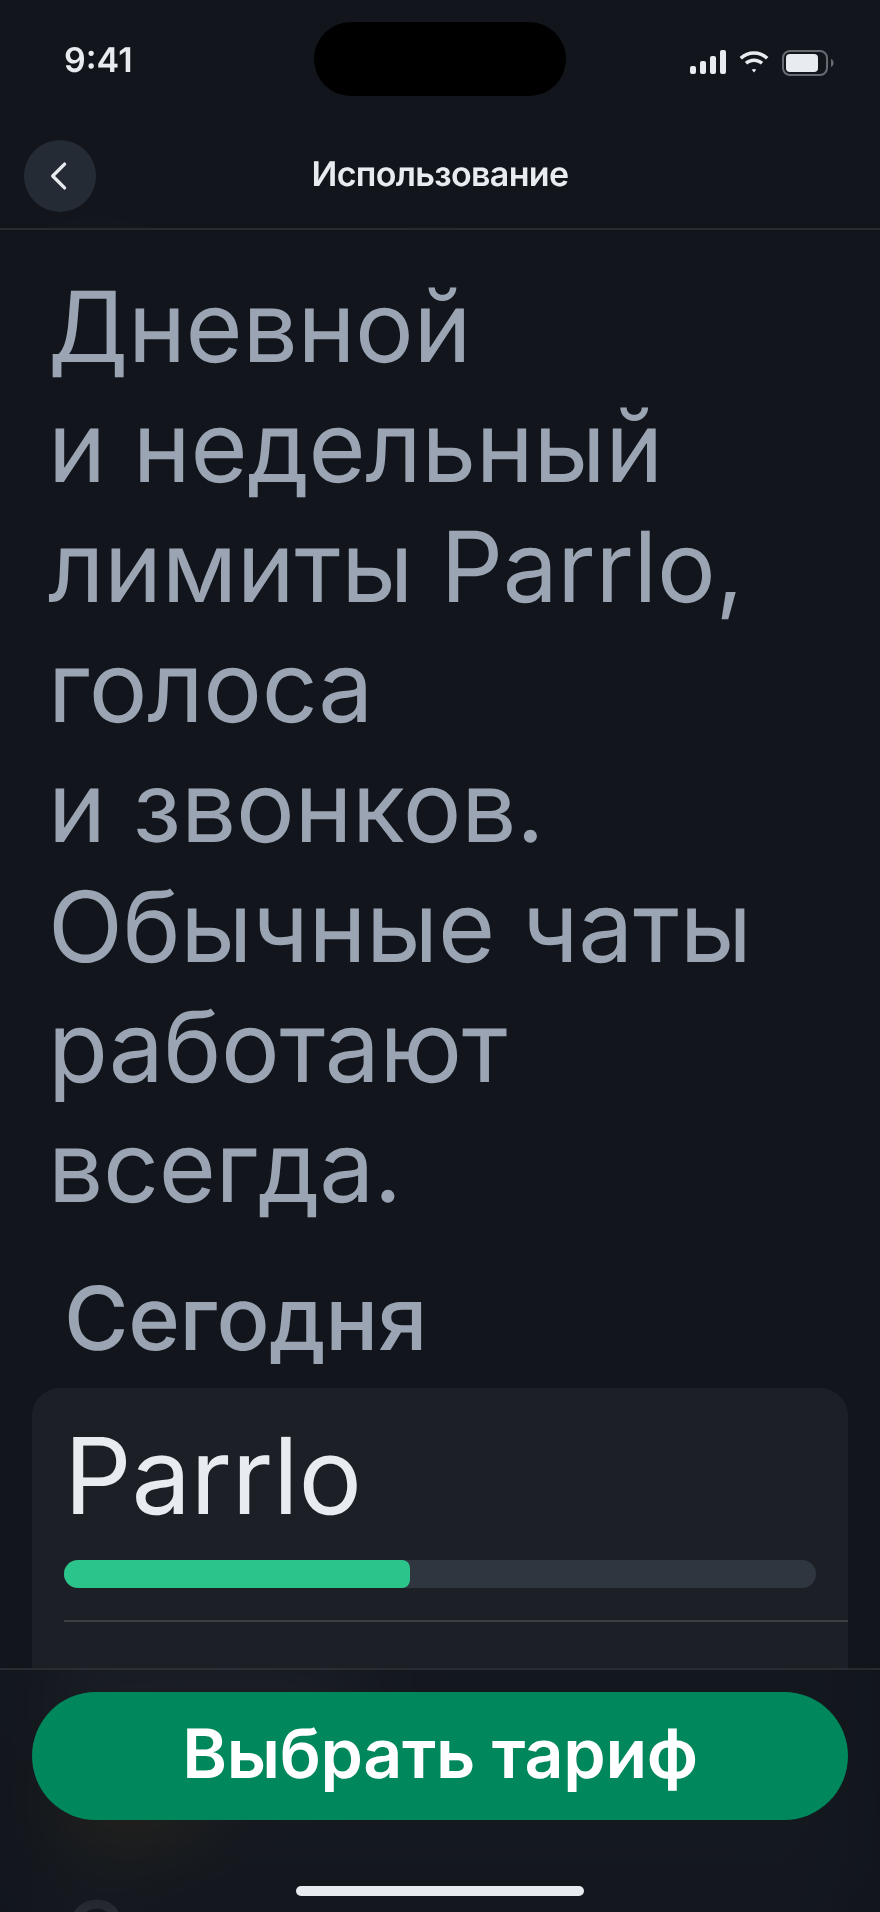 9:41
Использование
Дневной
и недельный
лимиты Parrlo,
голоса
и звонков.
Обычные чаты
работают
всегда.
Сегодня
Parrlo
Выбрать тариф